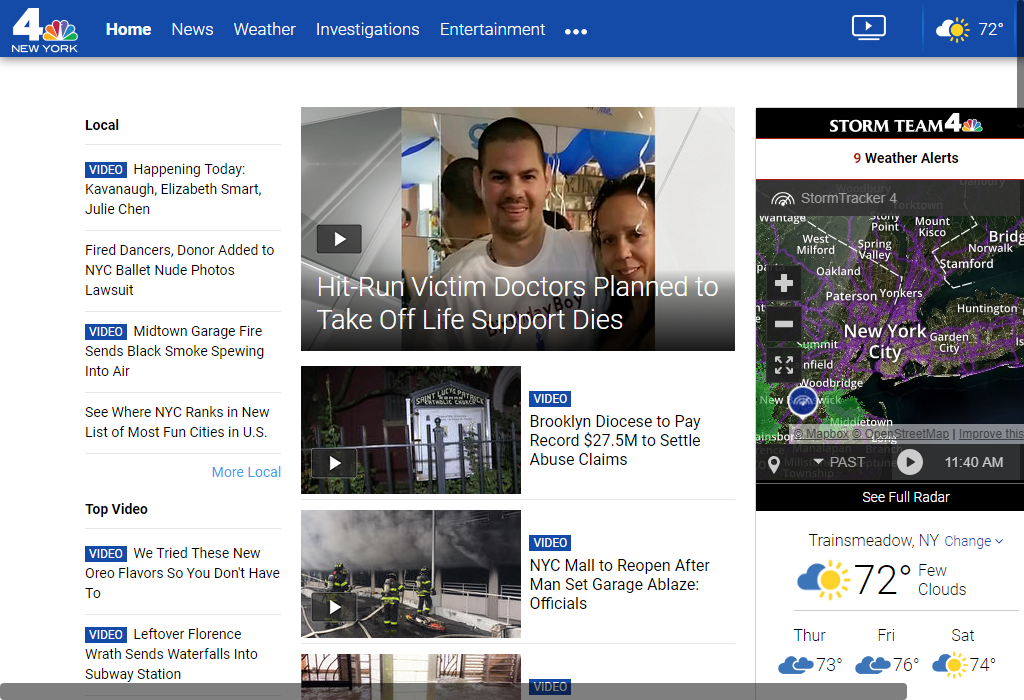 4
NEW YORK
Home
News
Weather
Investigations
Entertainment
72°
Local
VIDEO Happening Today:
Kavanaugh, Elizabeth Smart,
Julie Chen
Fired Dancers, Donor Added to
NYC Ballet Nude Photos
Lawsuit
VIDEO Midtown Garage Fire
Sends Black Smoke Spewing
Into Air
See Where NYC Ranks in New
List of Most Fun Cities in U.S.
More Local
Top Video
VIDEO We Tried These New
Oreo Flavors So You Don't Have
To
VIDEO Leftover Florence
Wrath Sends Waterfalls Into
Subway Station
Hit-Run Victim Doctors Planned to
Take Off Life Support Dies
VIDEO
Brooklyn Diocese to Pay
Record $27.5M to Settle
Abuse Claims
VIDEO
NYC Mall to Reopen After
Man Set Garage Ablaze:
Officials
VIDEO
STORM TEAM 4
9 Weather Alerts
StormTracker 4
Woodbury
Danbury
Yorktown
Wantage
Stony
Point
Mount
Kisco
West
Milford
Spring
Valley
Norwalk
Stamford
Oakland
Paterson
Yonkers
Huntington
New York
City
Garden
City
Summit
Woodbridge
Middletown
© Mapbox © OpenStreetMap | Improve this
PAST
11:40 AM
See Full Radar
Trainsmeadow, NY Change
72°
Few
Clouds
Thur
Fri
Sat
73°
76°
74°